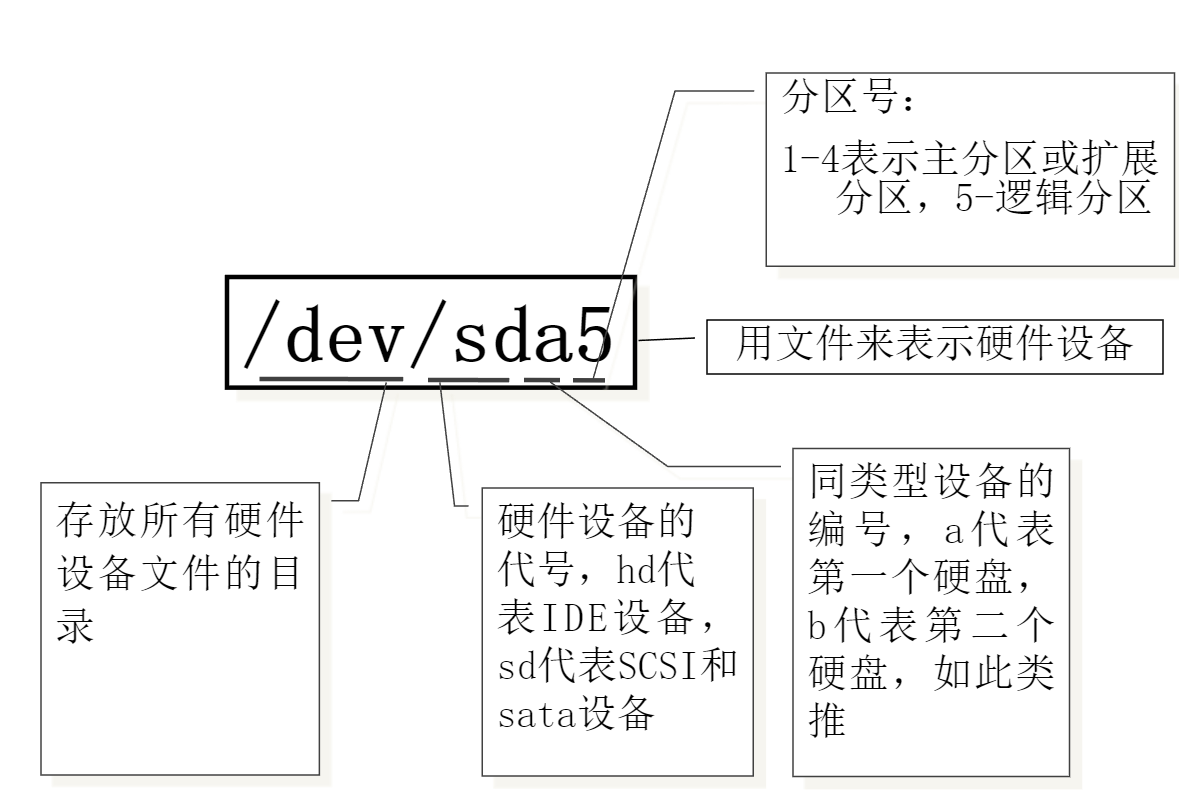 分区号：
1-4表示主分区或扩展
分区，5-逻辑分区
/dev/sda5
用文件来表示硬件设备
存放所有硬件
设备文件的目
录
硬件设备的
代号，hd代
表IDE设备，
sd代表SCSI和
sata设备
同类型设备的
编号，a代表
第一个硬盘，
b代表第二个
硬盘，如此类
推